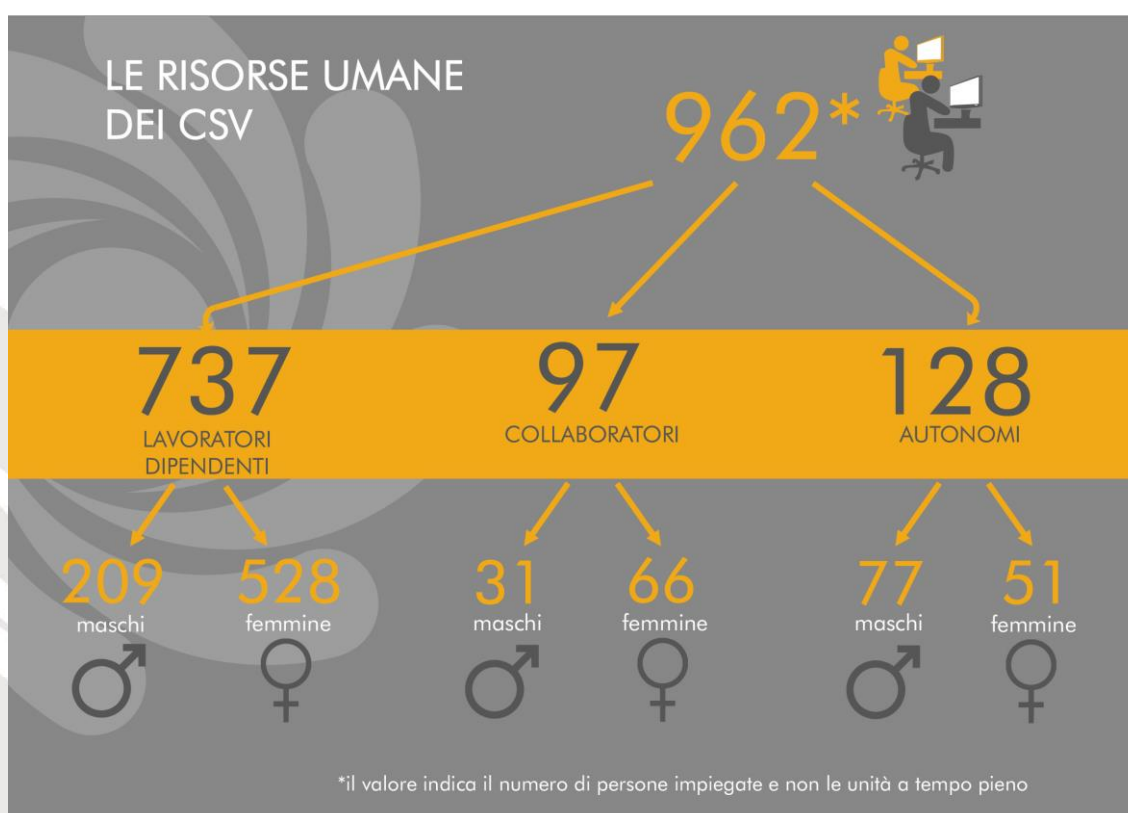 LE RISORSE UMANE
DEI CSV
962*
737
LAVORATORI
DIPENDENTI
97
COLLABORATORI
128
AUTONOMI
209
maschi
528
femmine
31
maschi
66
femmine
77
maschi
51
femmine
*il valore indica il numero di persone impiegate e non le unità a tempo pieno